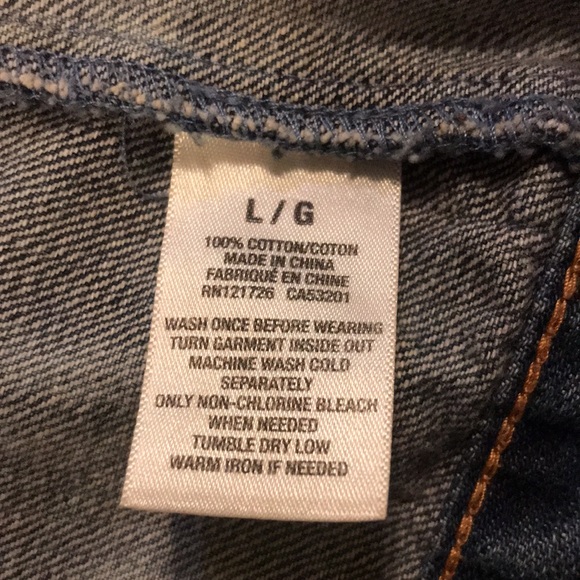 L / G
100% COTTON/COTON
MADE IN CHINA
FABRIQUÉ EN CHINE
RN121726 CA53201
WASH ONCE BEFORE WEARING
TURN GARMENT INSIDE OUT
MACHINE WASH COLD
SEPARATELY
ONLY NON-CHLORINE BLEACH
WHEN NEEDED
TUMBLE DRY LOW
WARM IRON IF NEEDED